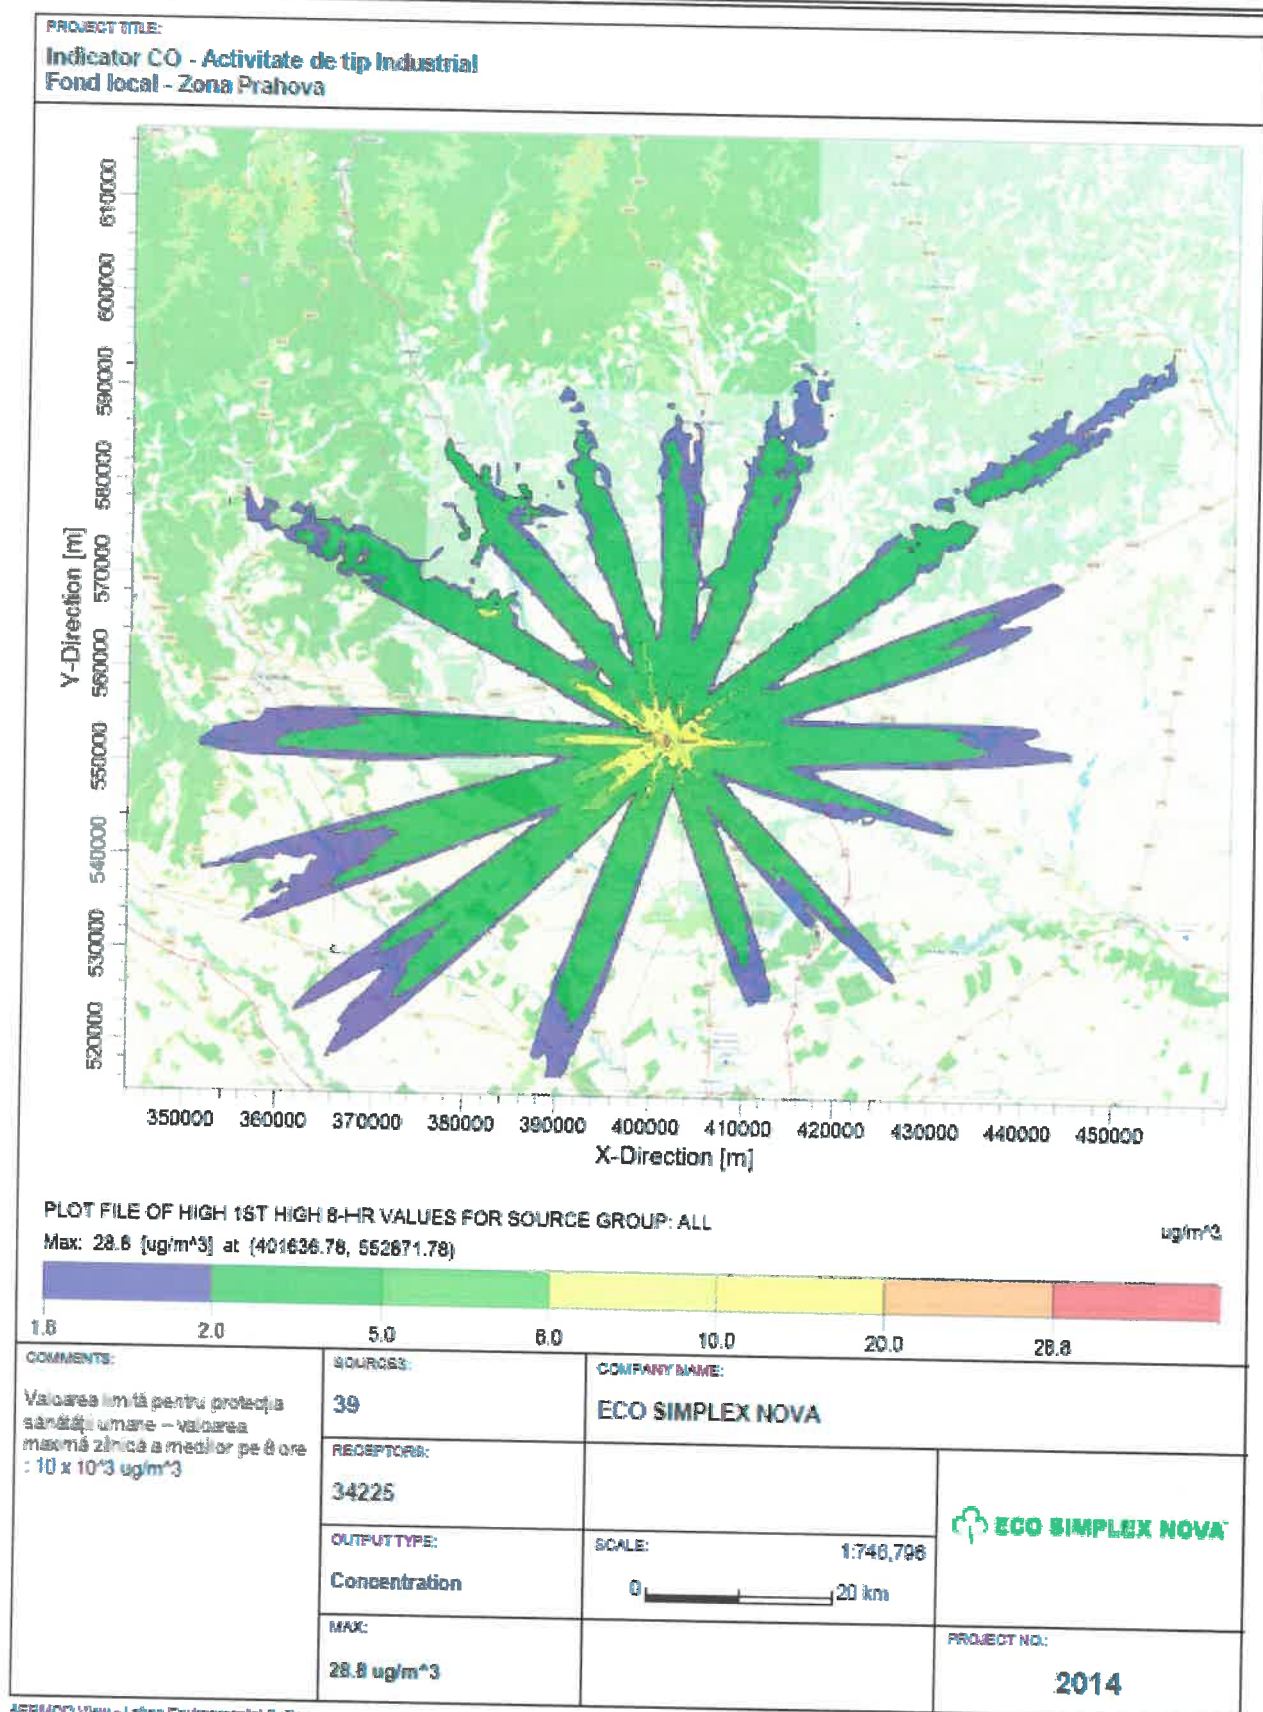 PROJECT TITLE:
Indicator CO - Activitate de tip Industrial
Fond local - Zona Prahova
Y-Direction [m]
610000
600000
590000
580000
570000
560000
550000
540000
530000
520000
350000 360000 370000 380000 390000 400000 410000 420000 430000 440000 450000
X-Direction [m]
PLOT FILE OF HIGH 1ST HIGH 8-HR VALUES FOR SOURCE GROUP: ALL
ug/m^3
Max: 28.8 [ug/m^3] at (401636.78, 552871.78)
1.8 2.0 5.0 8.0 10.0 20.0 28.8
COMMENTS:
Valoarea limită pentru protecția
sănătății umane – valoarea
maximă zilnică a mediilor pe 8 ore
: 10 x 10^3 ug/m^3
SOURCES:
39
RECEPTORS:
34225
OUTPUT TYPE:
Concentration
MAX:
28.8 ug/m^3
COMPANY NAME:
ECO SIMPLEX NOVA
SCALE:
1:746,796
0 20 km
ECO SIMPLEX NOVA
PROJECT NO.:
2014